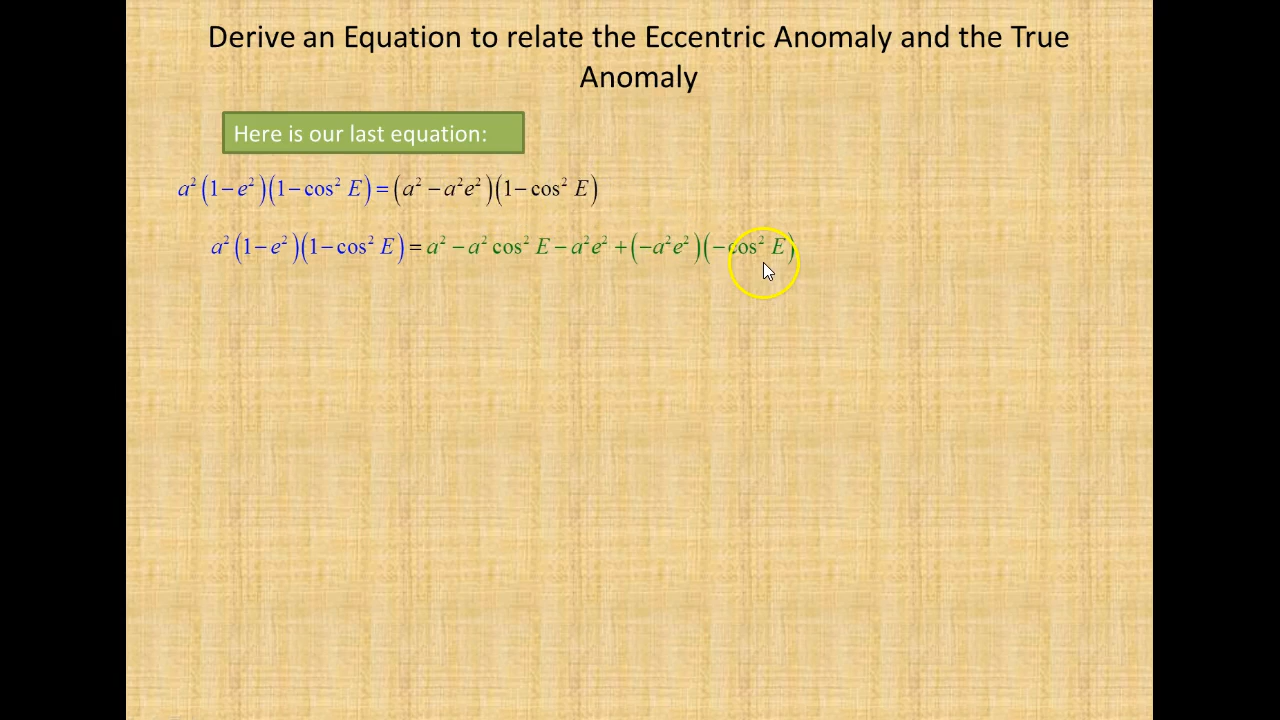 Derive an Equation to relate the Eccentric Anomaly and the True
Anomaly
Here is our last equation:
a²(1−e²)(1−cos² E)=(a²−a²e²)(1−cos² E)
a²(1−e²)(1−cos² E)=a²−a² cos² E−a²e²+(−a²e²)(−cos² E)